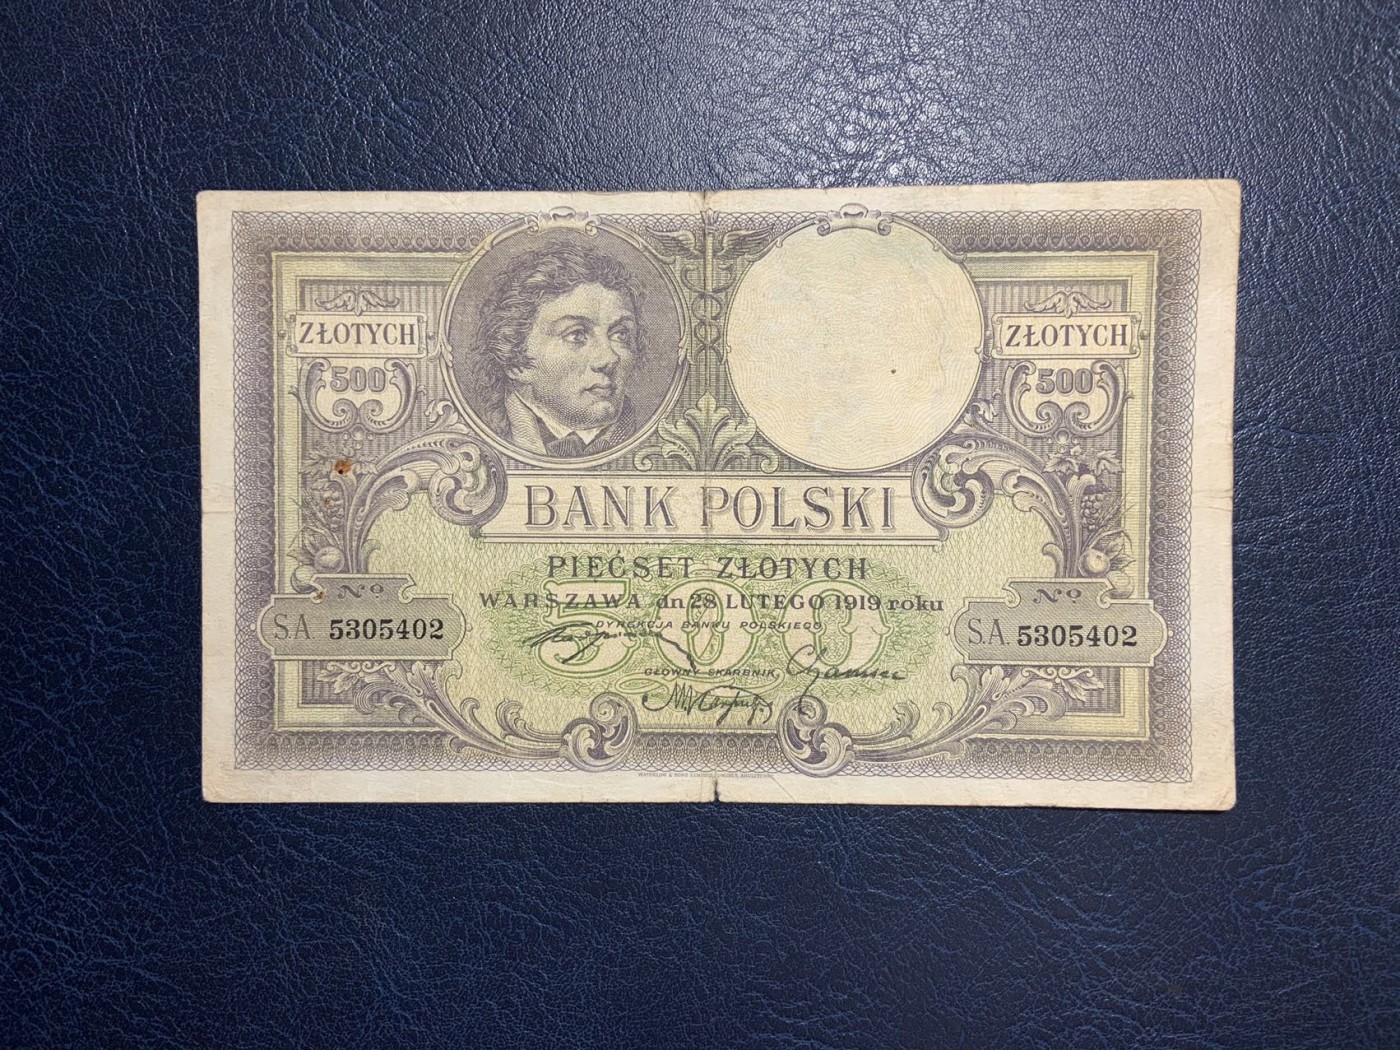 ZŁOTYCH
500
ZŁOTYCH
500
BANK POLSKI
PIĘĆSET ZŁOTYCH
500
WARSZAWA dn 28 LUTEGO 1919 roku
DYREKCJA BANKU POLSKIEGO
GŁÓWNY SKARBNIK
No
S.A. 5305402
No
S.A. 5305402